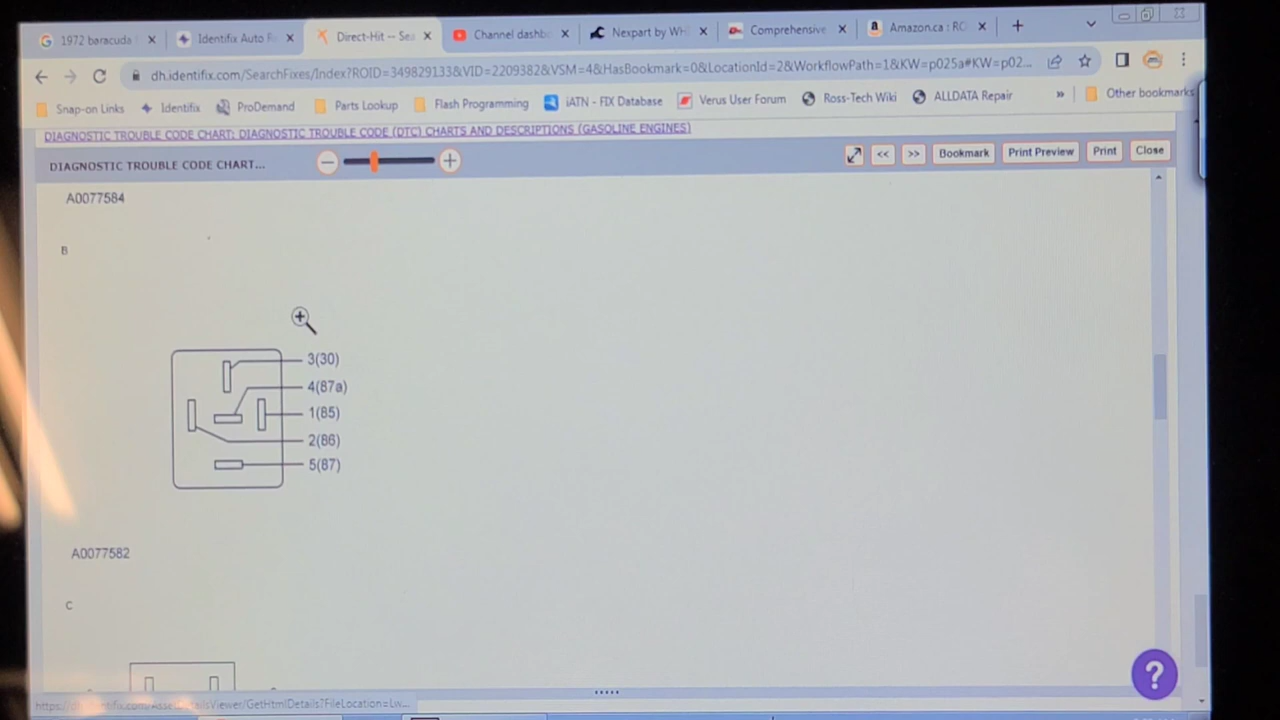 1972 baracuda
Identifix Auto R
Direct-Hit -- Sea
Channel dashbo
Nexpart by WH
Comprehensive
Amazon.ca : RO
dh.identifix.com/SearchFixes/Index?ROID=349829133&VID=2209382&VSM=4&HasBookmark=0&LocationId=2&WorkflowPath=1&KW=p025a#KW=p02...
Snap-on Links
Identifix
ProDemand
Parts Lookup
Flash Programming
iATN - FIX Database
Verus User Forum
Ross-Tech Wiki
ALLDATA Repair
»
Other bookmarks
DIAGNOSTIC TROUBLE CODE CHART: DIAGNOSTIC TROUBLE CODE (DTC) CHARTS AND DESCRIPTIONS (GASOLINE ENGINES)
DIAGNOSTIC TROUBLE CODE CHART...
<<
>>
Bookmark
Print Preview
Print
Close
A0077584
B
3(30)
4(87a)
1(85)
2(86)
5(87)
A0077582
C
?